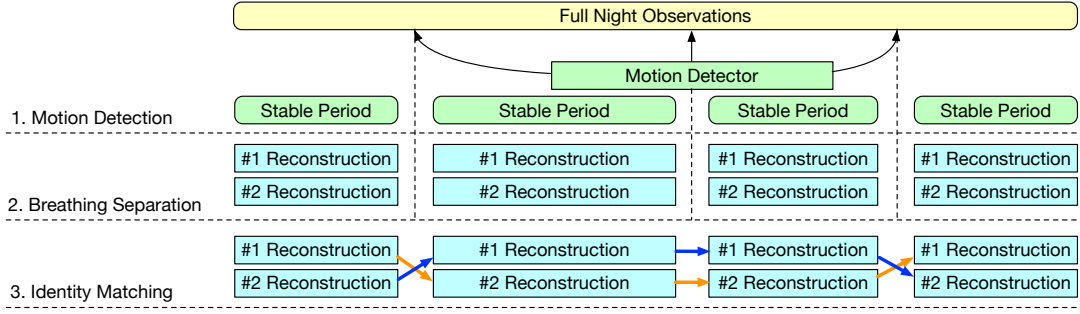 Full Night Observations
Motion Detector
1. Motion Detection
Stable Period
Stable Period
Stable Period
Stable Period
#1 Reconstruction
#1 Reconstruction
#1 Reconstruction
#1 Reconstruction
#2 Reconstruction
#2 Reconstruction
#2 Reconstruction
#2 Reconstruction
2. Breathing Separation
#1 Reconstruction
#1 Reconstruction
#1 Reconstruction
#1 Reconstruction
#2 Reconstruction
#2 Reconstruction
#2 Reconstruction
#2 Reconstruction
3. Identity Matching